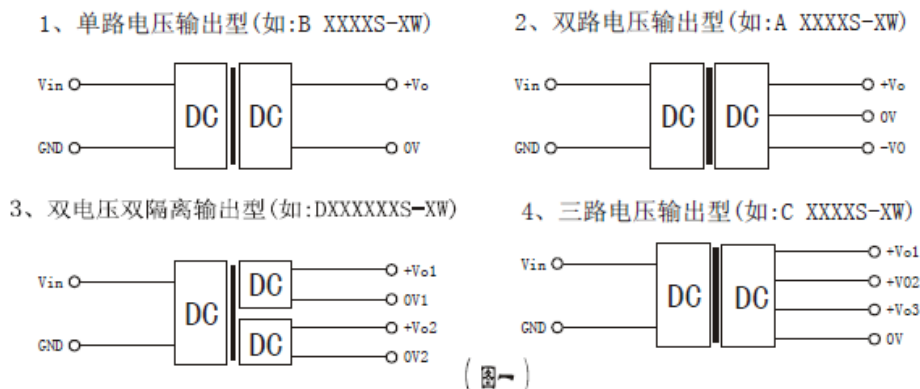 1、单路电压输出型(如:B XXXXS-XW)
Vin
DC
DC
+Vo
GND
0V
2、双路电压输出型(如:A XXXXS-XW)
Vin
DC
DC
+Vo
0V
GND
-VO
3、双电压双隔离输出型(如:DXXXXXXS-XW)
Vin
DC
DC
+Vo1
0V1
GND
DC
+Vo2
0V2
4、三路电压输出型(如:C XXXXS-XW)
Vin
DC
DC
+Vo1
+VO2
+Vo3
GND
0V
(图一)